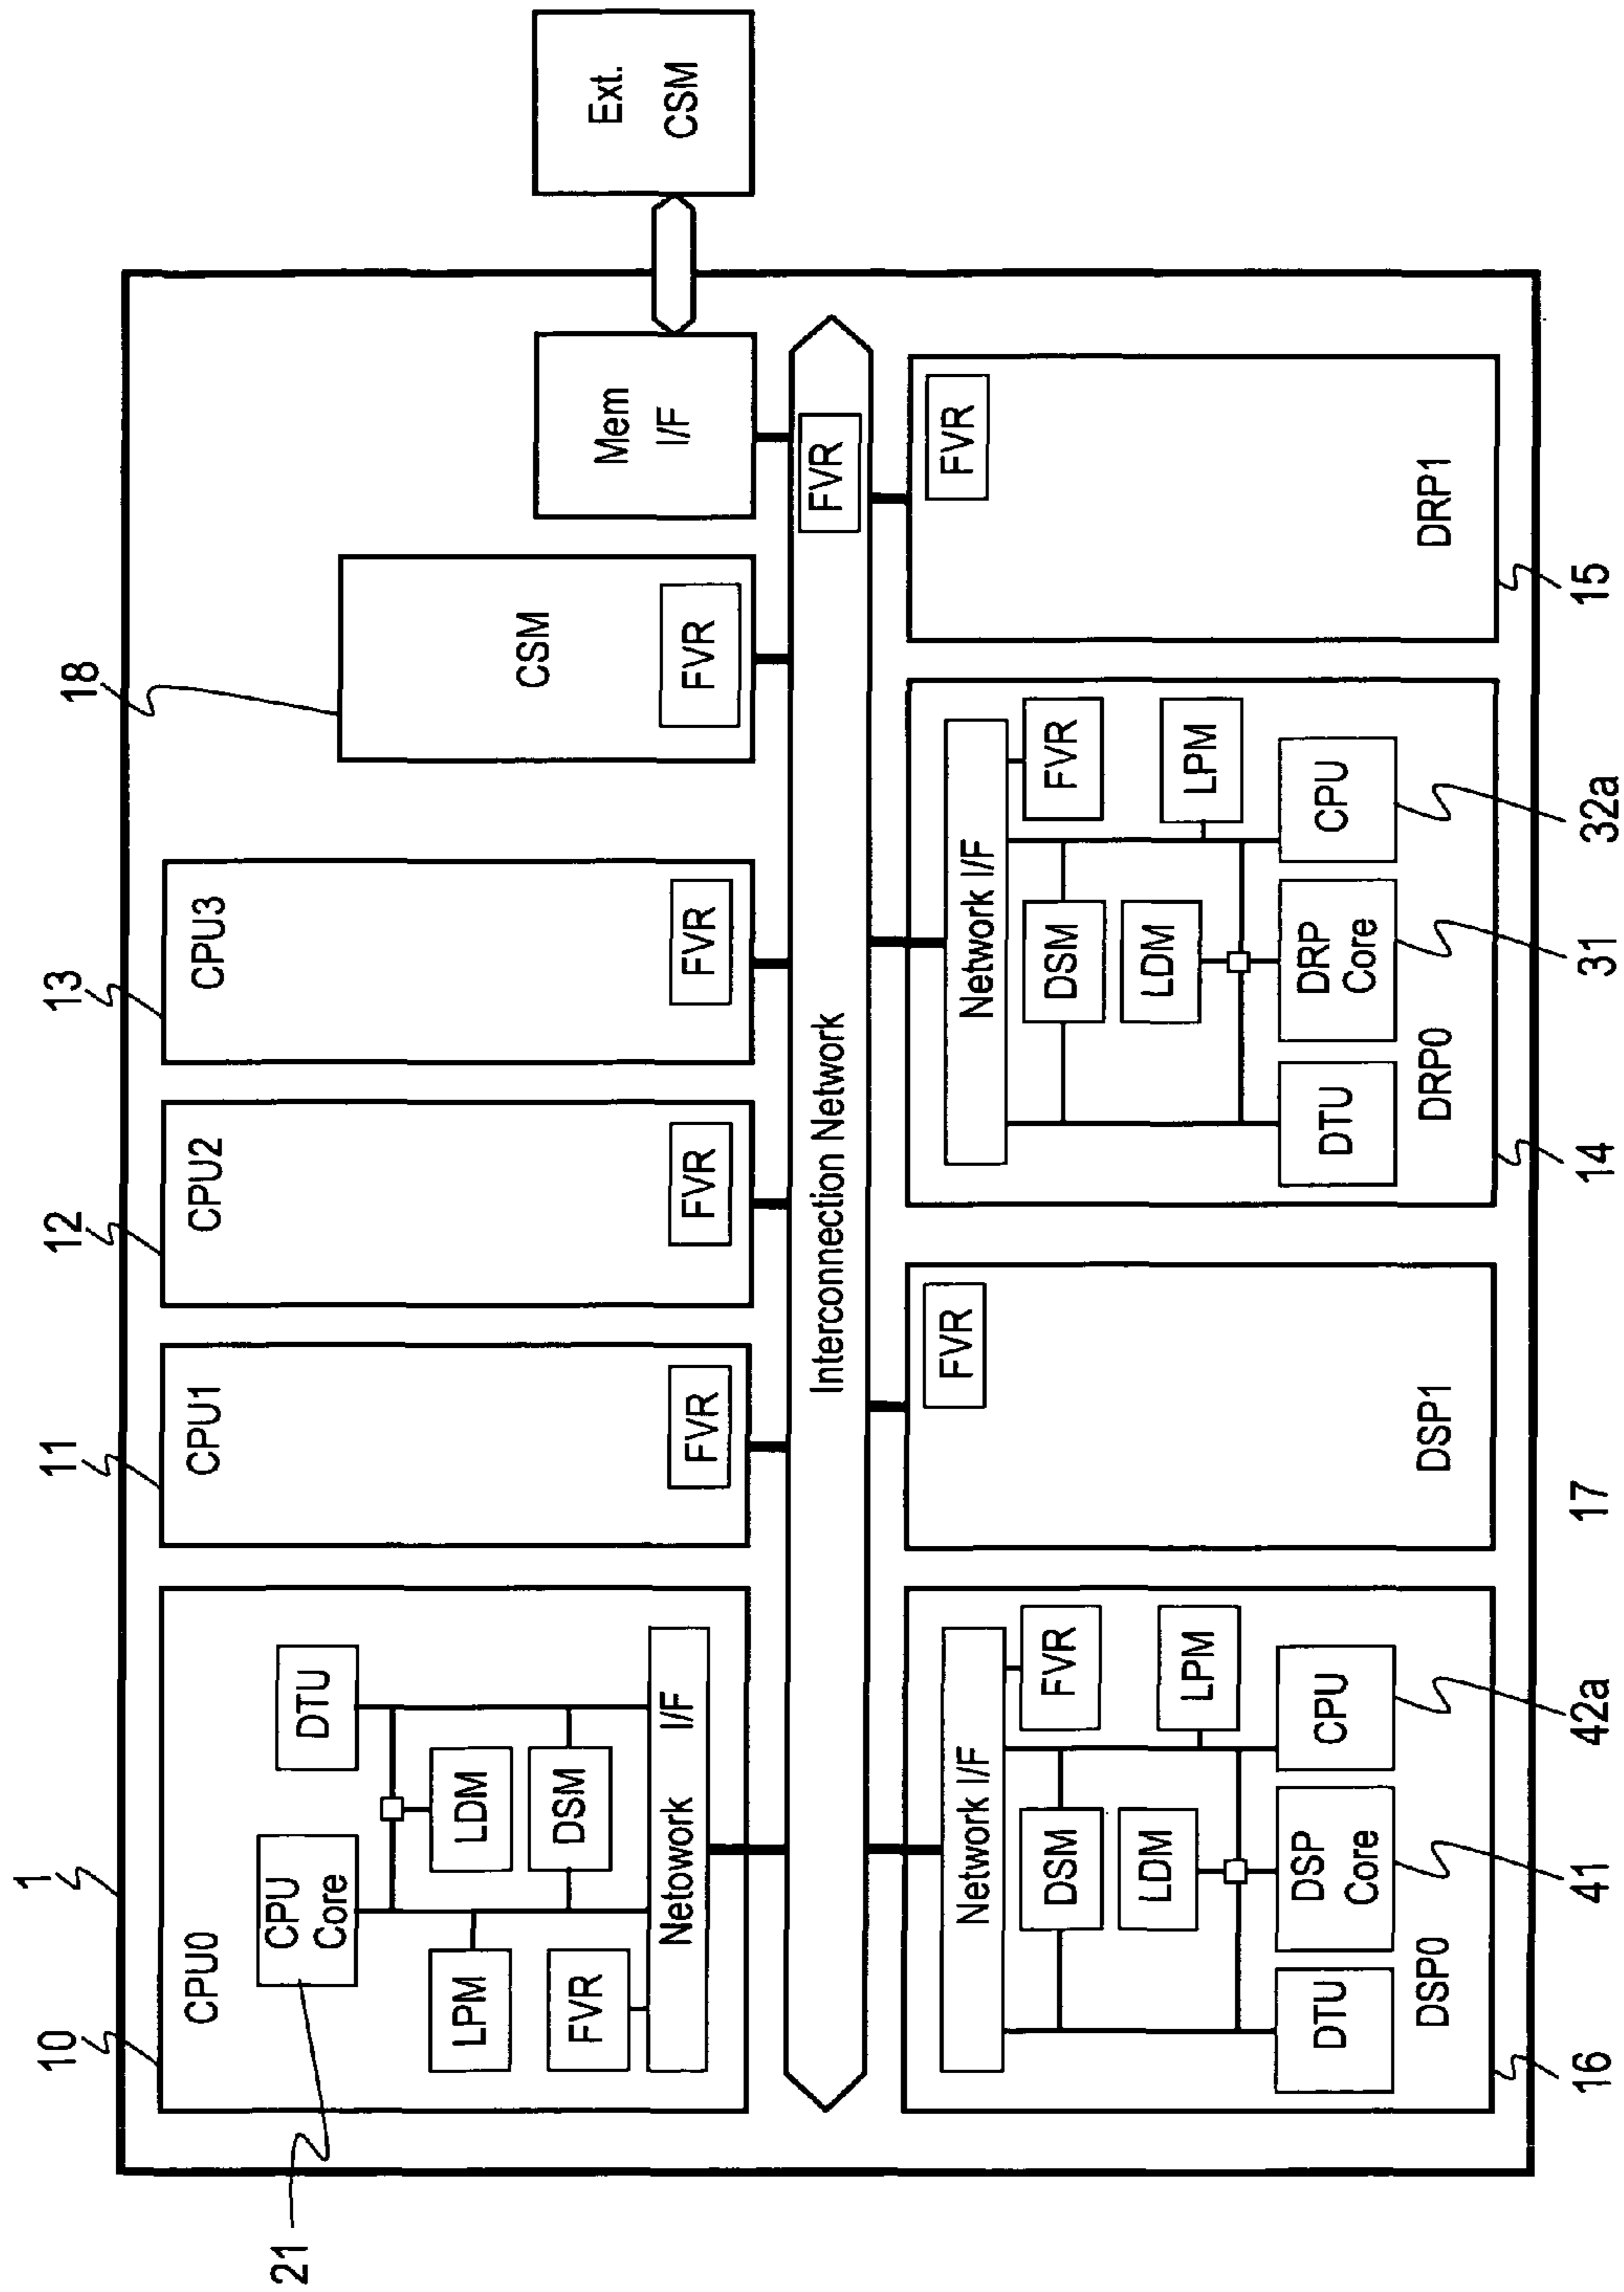 1
10
11
12
13
18
21
CPU0
CPU
Core
DTU
LPM
LDM
FVR
DSM
Netowork I/F
CPU1
FVR
CPU2
FVR
CPU3
FVR
CSM
FVR
Mem
I/F
Ext.
CSM
Interconnection Network
FVR
Network I/F
DSM
FVR
LDM
LPM
DTU
DSP
Core
CPU
DSP0
FVR
DSP1
Network I/F
DSM
FVR
LDM
LPM
DTU
DRP
Core
CPU
DRP0
FVR
DRP1
16
41
42a
17
14
31
32a
15